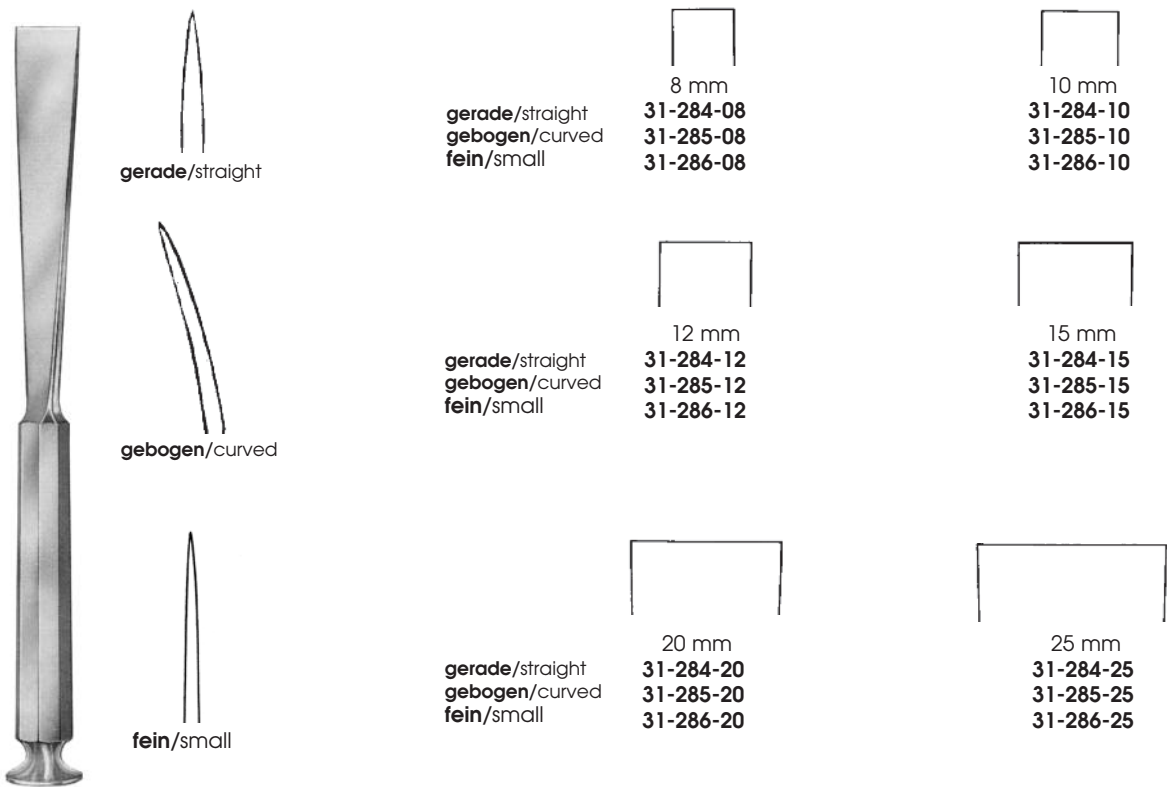 gerade/straight
gebogen/curved
fein/small
8 mm
10 mm
gerade/straight 31-284-08 31-284-10
gebogen/curved 31-285-08 31-285-10
fein/small 31-286-08 31-286-10
12 mm
15 mm
gerade/straight 31-284-12 31-284-15
gebogen/curved 31-285-12 31-285-15
fein/small 31-286-12 31-286-15
20 mm
25 mm
gerade/straight 31-284-20 31-284-25
gebogen/curved 31-285-20 31-285-25
fein/small 31-286-20 31-286-25